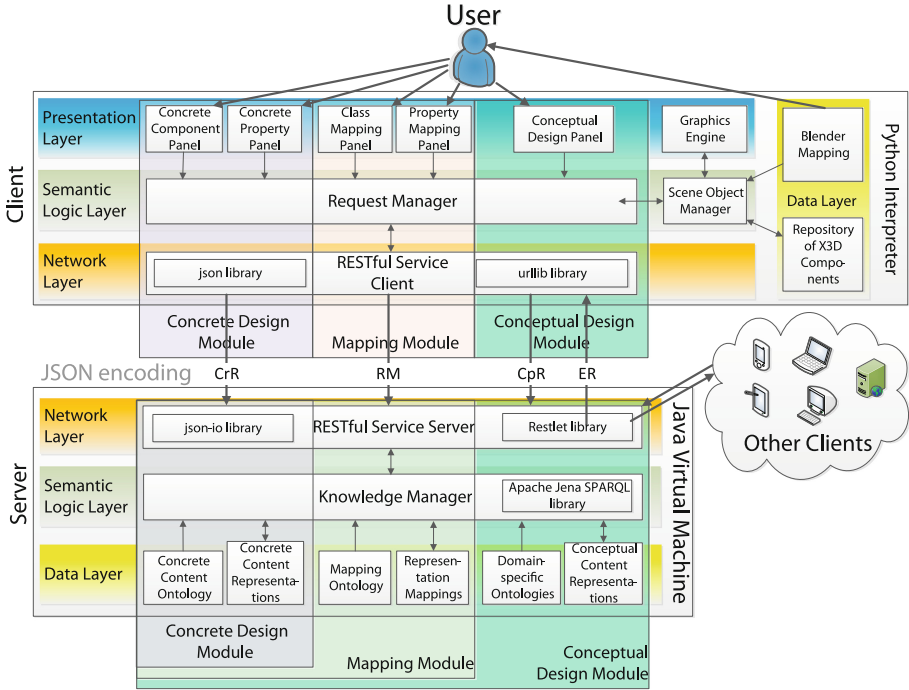 User
Client
Python Interpreter
Presentation
Layer
Concrete
Component
Panel
Concrete
Property
Panel
Class
Mapping
Panel
Property
Mapping
Panel
Conceptual
Design Panel
Graphics
Engine
Blender
Mapping
Semantic
Logic Layer
Request Manager
Scene Object
Manager
Data Layer
Repository
of X3D
Compo-
nents
Network
Layer
json library
RESTful Service
Client
urllib library
Concrete Design
Module
Mapping Module
Conceptual Design
Module
JSON encoding
CrR
RM
CpR
ER
Other Clients
Server
Java Virtual Machine
Network
Layer
json-io library
RESTful Service Server
Restlet library
Semantic
Logic Layer
Knowledge Manager
Apache Jena SPARQL
library
Data Layer
Concrete
Content
Ontology
Concrete
Content
Representa-
tions
Mapping
Ontology
Represen-
tation
Mappings
Domain-
specific
Ontologies
Conceptual
Content
Representa-
tions
Concrete Design
Module
Mapping Module
Conceptual
Design Module